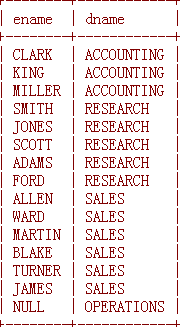 +--------+------------+
| ename | dname |
+--------+------------+
| CLARK | ACCOUNTING |
| KING | ACCOUNTING |
| MILLER | ACCOUNTING |
| SMITH | RESEARCH |
| JONES | RESEARCH |
| SCOTT | RESEARCH |
| ADAMS | RESEARCH |
| FORD | RESEARCH |
| ALLEN | SALES |
| WARD | SALES |
| MARTIN | SALES |
| BLAKE | SALES |
| TURNER | SALES |
| JAMES | SALES |
| NULL | OPERATIONS |
+--------+------------+